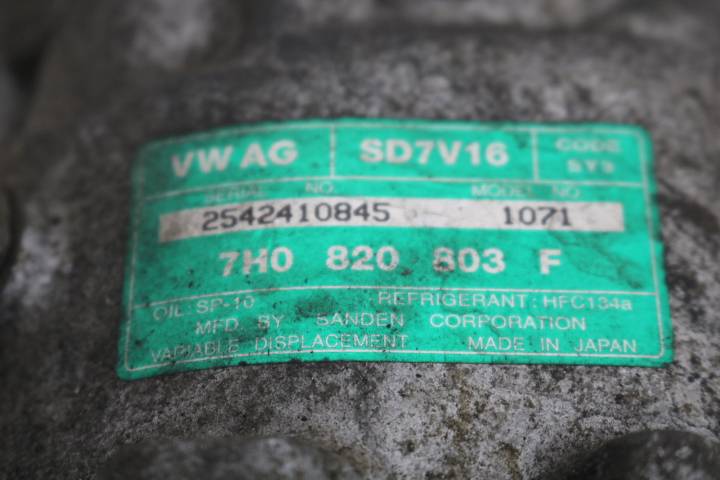 VW AG SD7V16 CODE
SERIAL NO. MODEL NO.
2542410845 1071
7H0 820 803 F
OIL: SP-10 REFRIGERANT: HFC134a
MFD. BY SANDEN CORPORATION
VARIABLE DISPLACEMENT MADE IN JAPAN